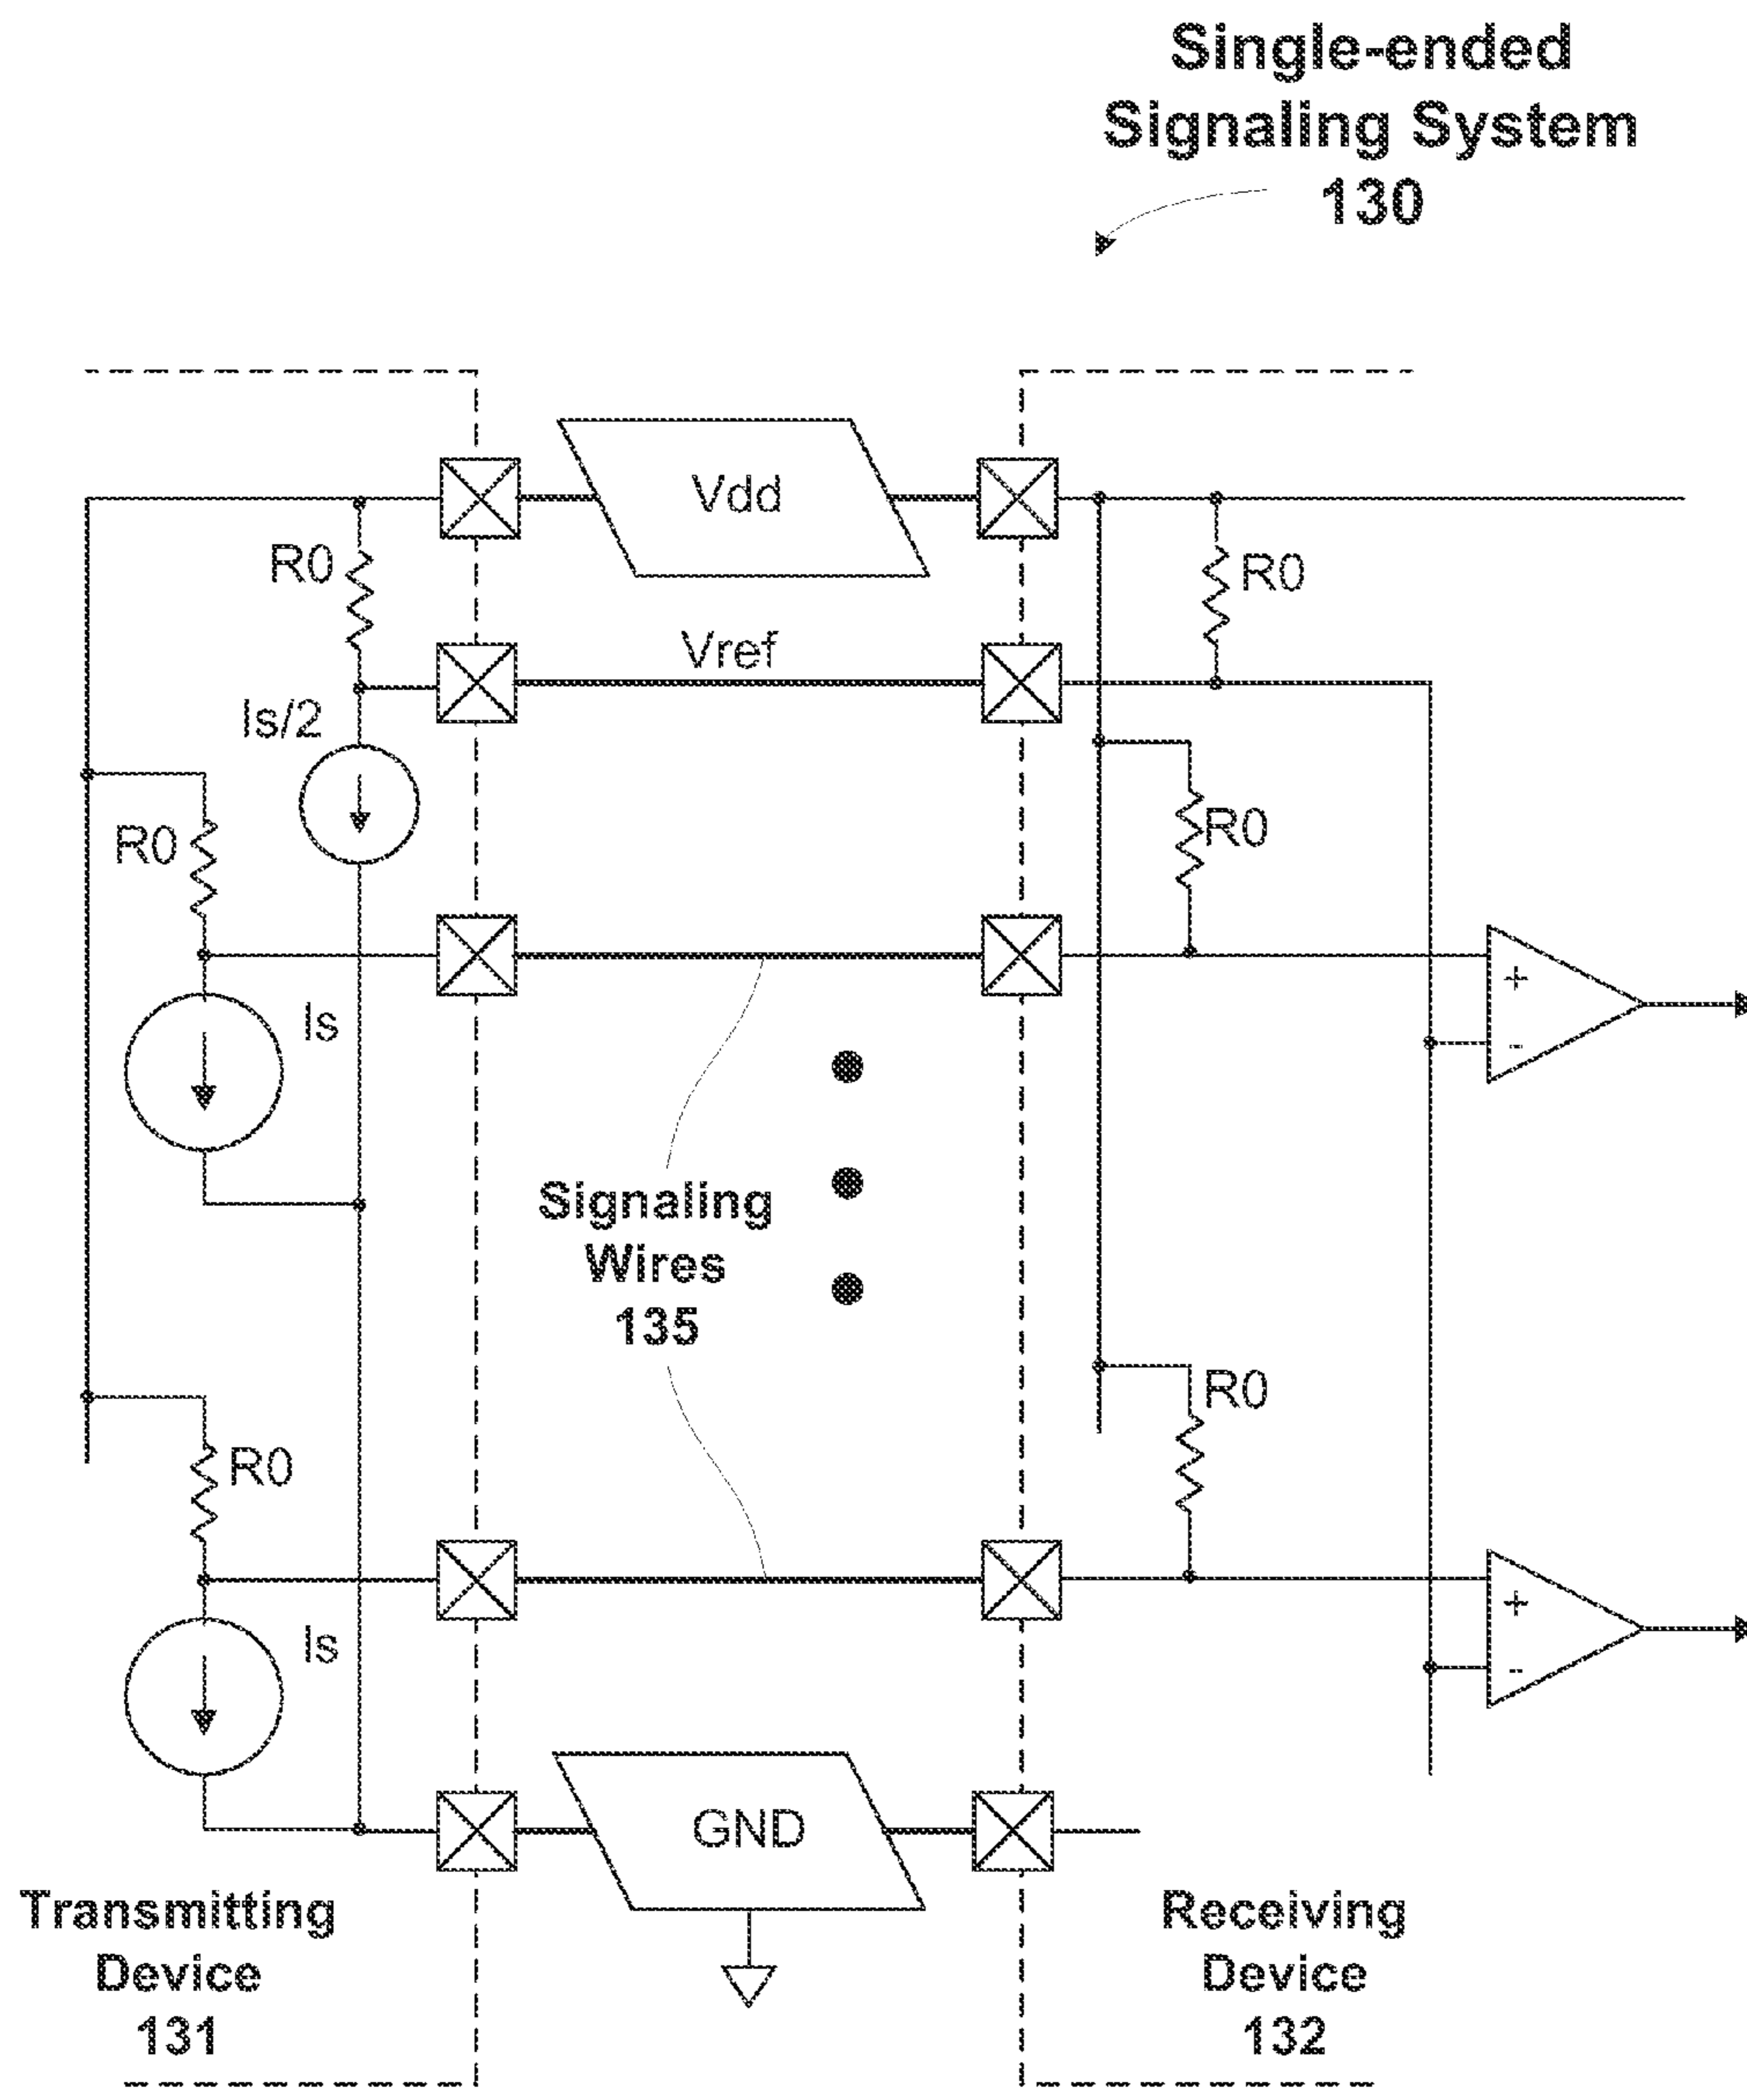 Single-ended
Signaling System
130
Vdd
R0
R0
Vref
Is/2
R0
R0
+
-
Is
Signaling
Wires
135
R0
R0
+
-
Is
GND
Transmitting
Device
131
Receiving
Device
132